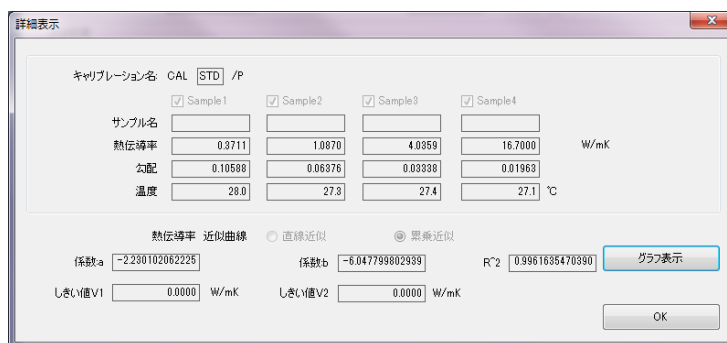 詳細表示
キャリブレーション名: CAL STD /P
Sample1 Sample2 Sample3 Sample4
サンプル名
熱伝導率 0.3711 1.0870 4.0359 16.7000 W/mK
勾配 0.10588 0.06376 0.03338 0.01963
温度 28.0 27.3 27.4 27.1 ℃
熱伝導率 近似曲線 直線近似 累乗近似
係数:a -2.230102062225 係数:b -6.047799802939 R^2 0.9961635470390 グラフ表示
しきい値V1 0.0000 W/mK しきい値V2 0.0000 W/mK
OK